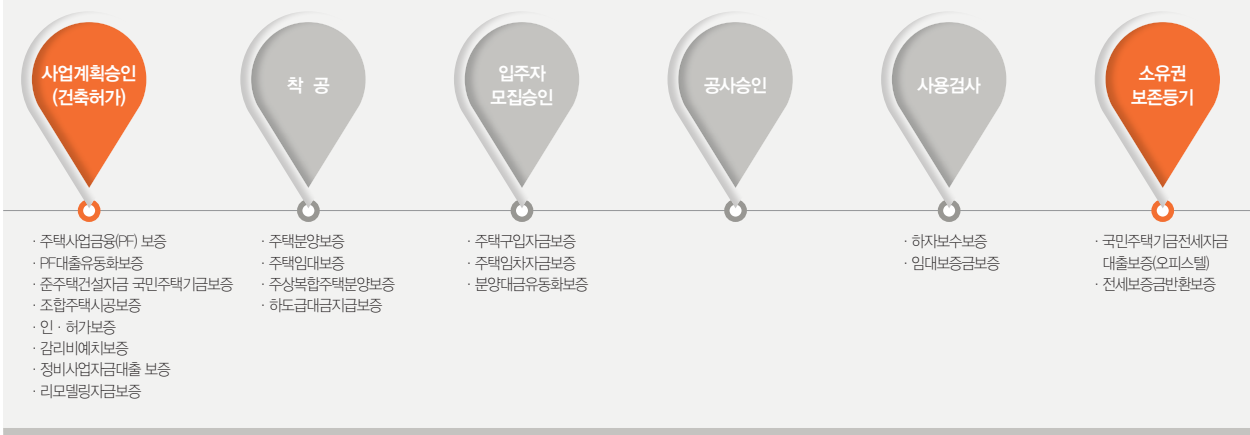 사업계획승인
(건축허가)
착 공
입주자
모집승인
공사승인
사용검사
소유권
보존등기
· 주택사업금융(PF) 보증
· PF대출유동화보증
· 준주택건설자금 국민주택기금보증
· 조합주택시공보증
· 인 · 허가보증
· 감리비예치보증
· 정비사업자금대출 보증
· 리모델링자금보증
· 주택분양보증
· 주택임대보증
· 주상복합주택분양보증
· 하도급대금지급보증
· 주택구입자금보증
· 주택임차자금보증
· 분양대금유동화보증
· 하자보수보증
· 임대보증금보증
· 국민주택기금전세자금
대출보증(오피스텔)
· 전세보증금반환보증